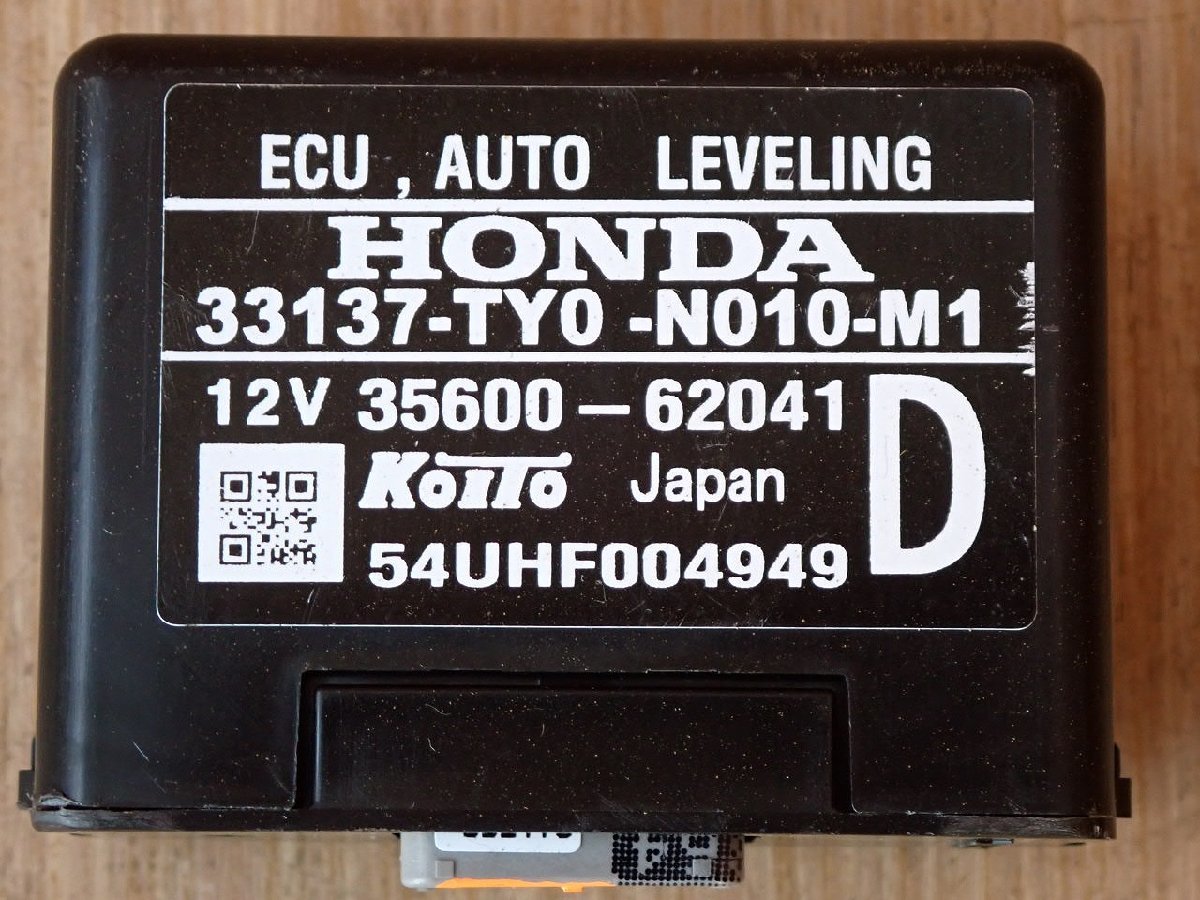 ECU , AUTO LEVELING
HONDA
33137-TY0 -N010-M1
12V 35600-62041 D
KOITO Japan
54UHF004949